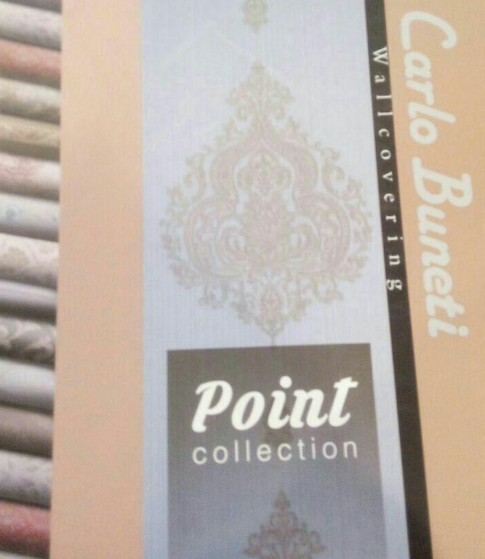 Carlo Buneti
Wallcovering
Point
collection